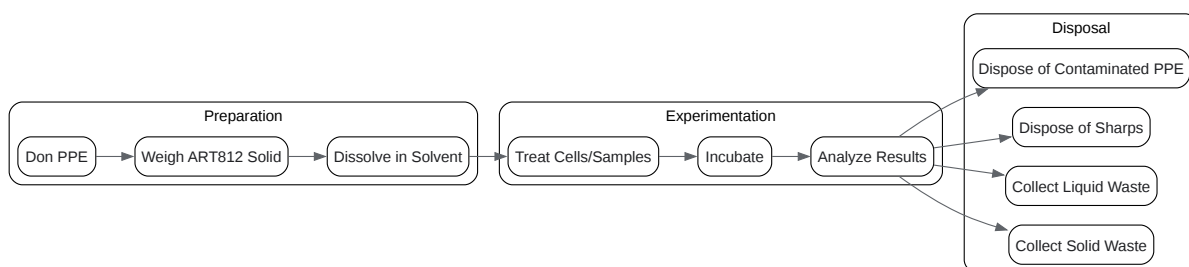 Preparation
Don PPE
Weigh ART812 Solid
Dissolve in Solvent
Experimentation
Treat Cells/Samples
Incubate
Analyze Results
Disposal
Dispose of Contaminated PPE
Dispose of Sharps
Collect Liquid Waste
Collect Solid Waste